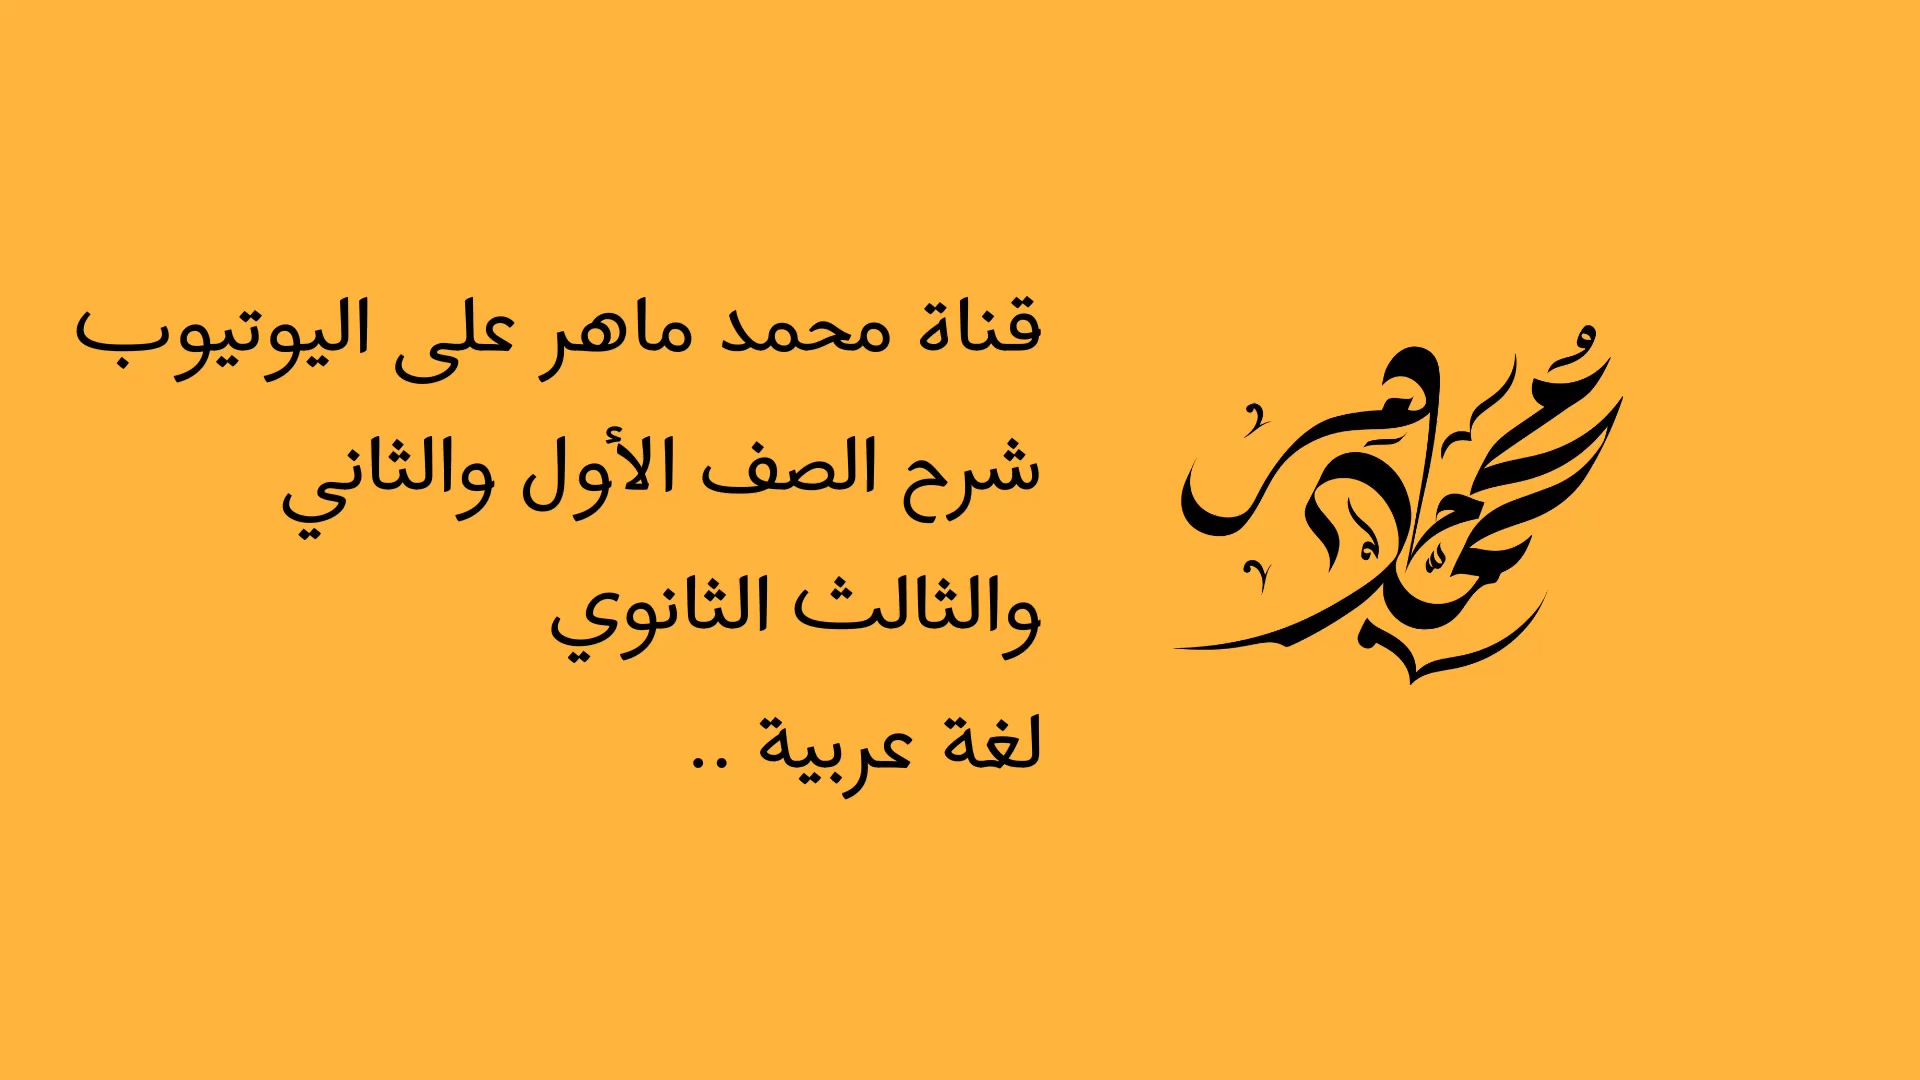 محمد ماهر
قناة محمد ماهر على اليوتيوب
شرح الصف الأول والثاني
والثالث الثانوي
لغة عربية ..